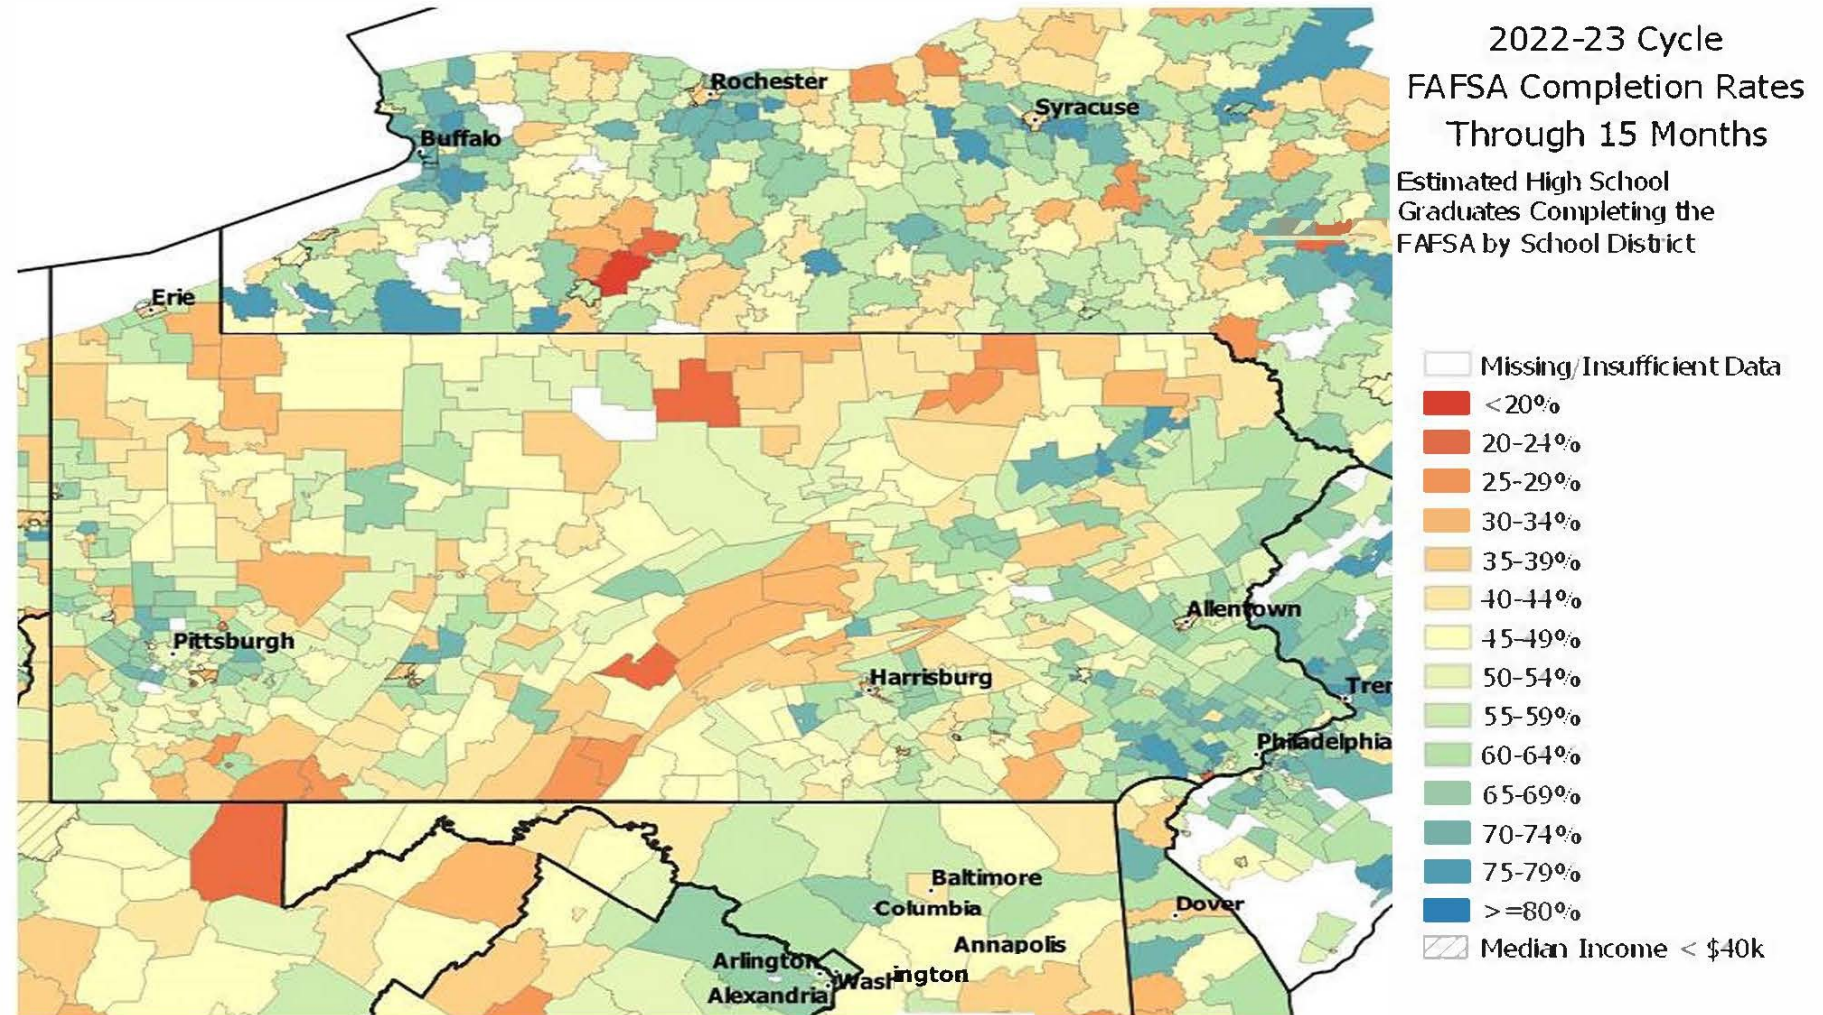 2022-23 Cycle
FAFSA Completion Rates
Through 15 Months
Estimated High School
Graduates Completing the
FAFSA by School District
Missing/Insufficient Data
<20%
20-24%
25-29%
30-34%
35-39%
40-44%
45-49%
50-54%
55-59%
60-64%
65-69%
70-74%
75-79%
>=80%
Median Income < $40k
Rochester
Syracuse
Buffalo
Erie
Allentown
Pittsburgh
Harrisburg
Tren
Philadelphia
Baltimore
Columbia
Dover
Annapolis
Arlington
Washington
Alexandria